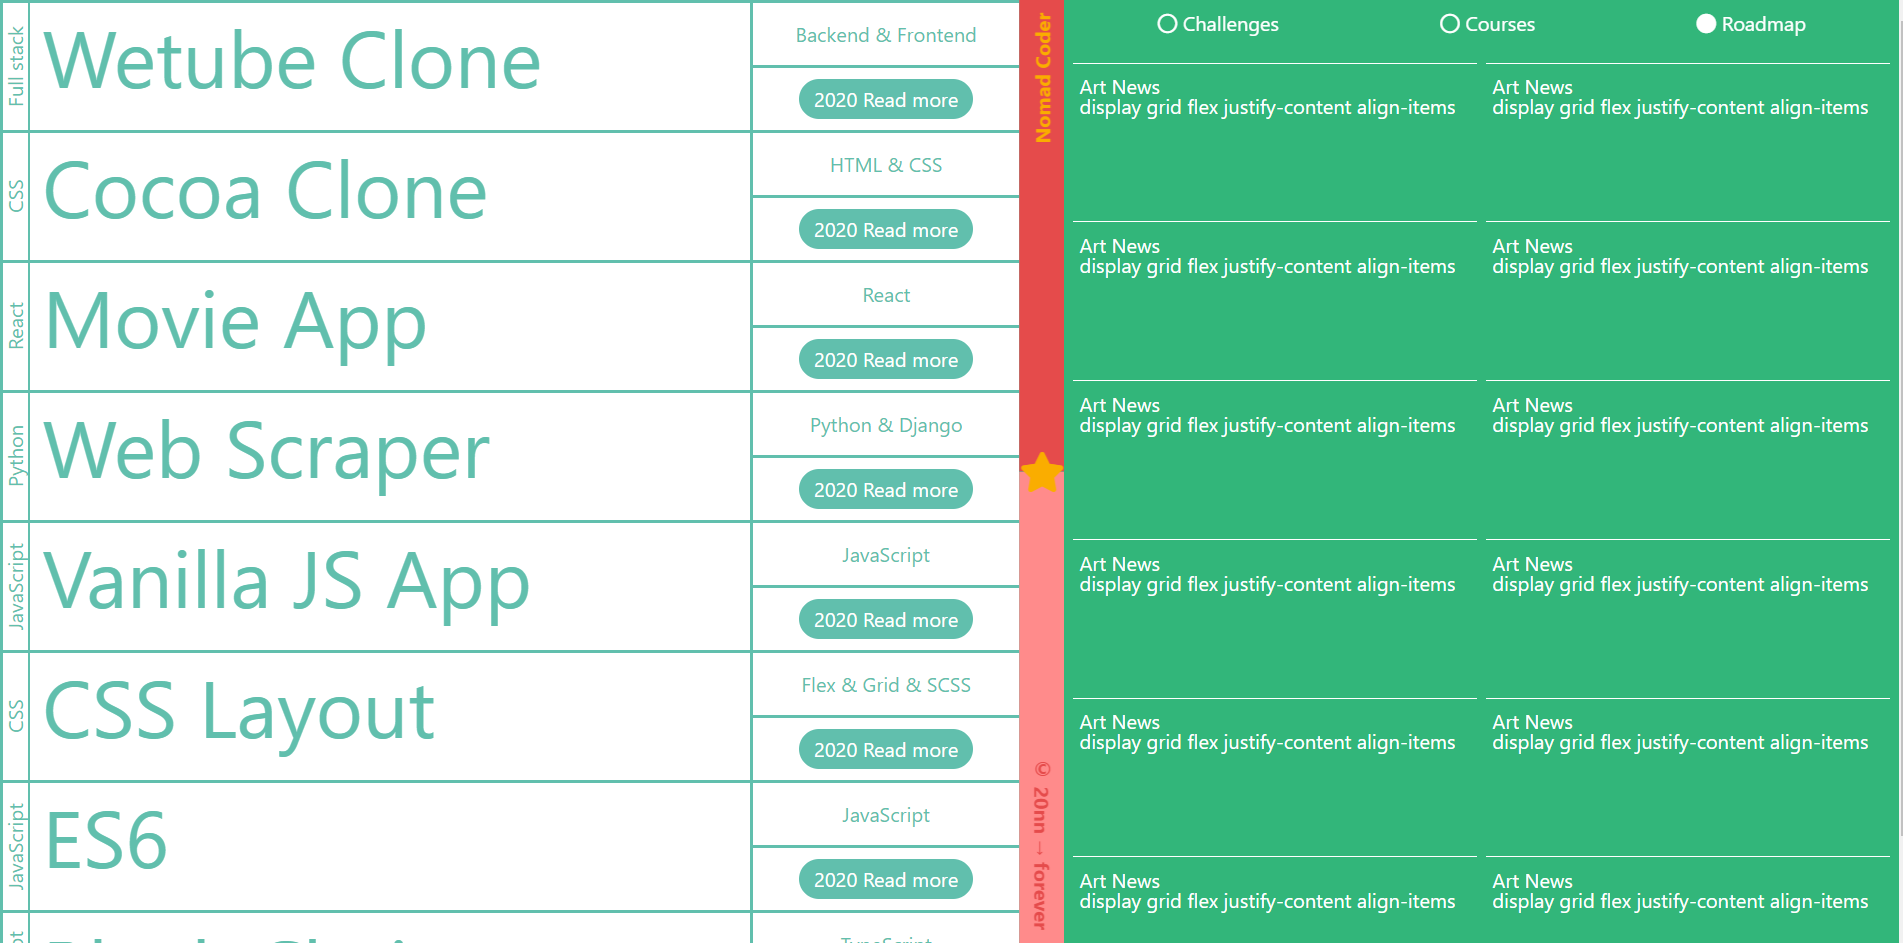 Full stack
Wetube Clone
Backend & Frontend
2020 Read more
CSS
Cocoa Clone
HTML & CSS
2020 Read more
React
Movie App
React
2020 Read more
Python
Web Scraper
Python & Django
2020 Read more
JavaScript
Vanilla JS App
JavaScript
2020 Read more
CSS
CSS Layout
Flex & Grid & SCSS
2020 Read more
JavaScript
ES6
JavaScript
2020 Read more
TypeScript
Nomad Coder
© 20nn → forever
Challenges
Courses
Roadmap
Art News
display grid flex justify-content align-items
Art News
display grid flex justify-content align-items
Art News
display grid flex justify-content align-items
Art News
display grid flex justify-content align-items
Art News
display grid flex justify-content align-items
Art News
display grid flex justify-content align-items
Art News
display grid flex justify-content align-items
Art News
display grid flex justify-content align-items
Art News
display grid flex justify-content align-items
Art News
display grid flex justify-content align-items
Art News
display grid flex justify-content align-items
Art News
display grid flex justify-content align-items